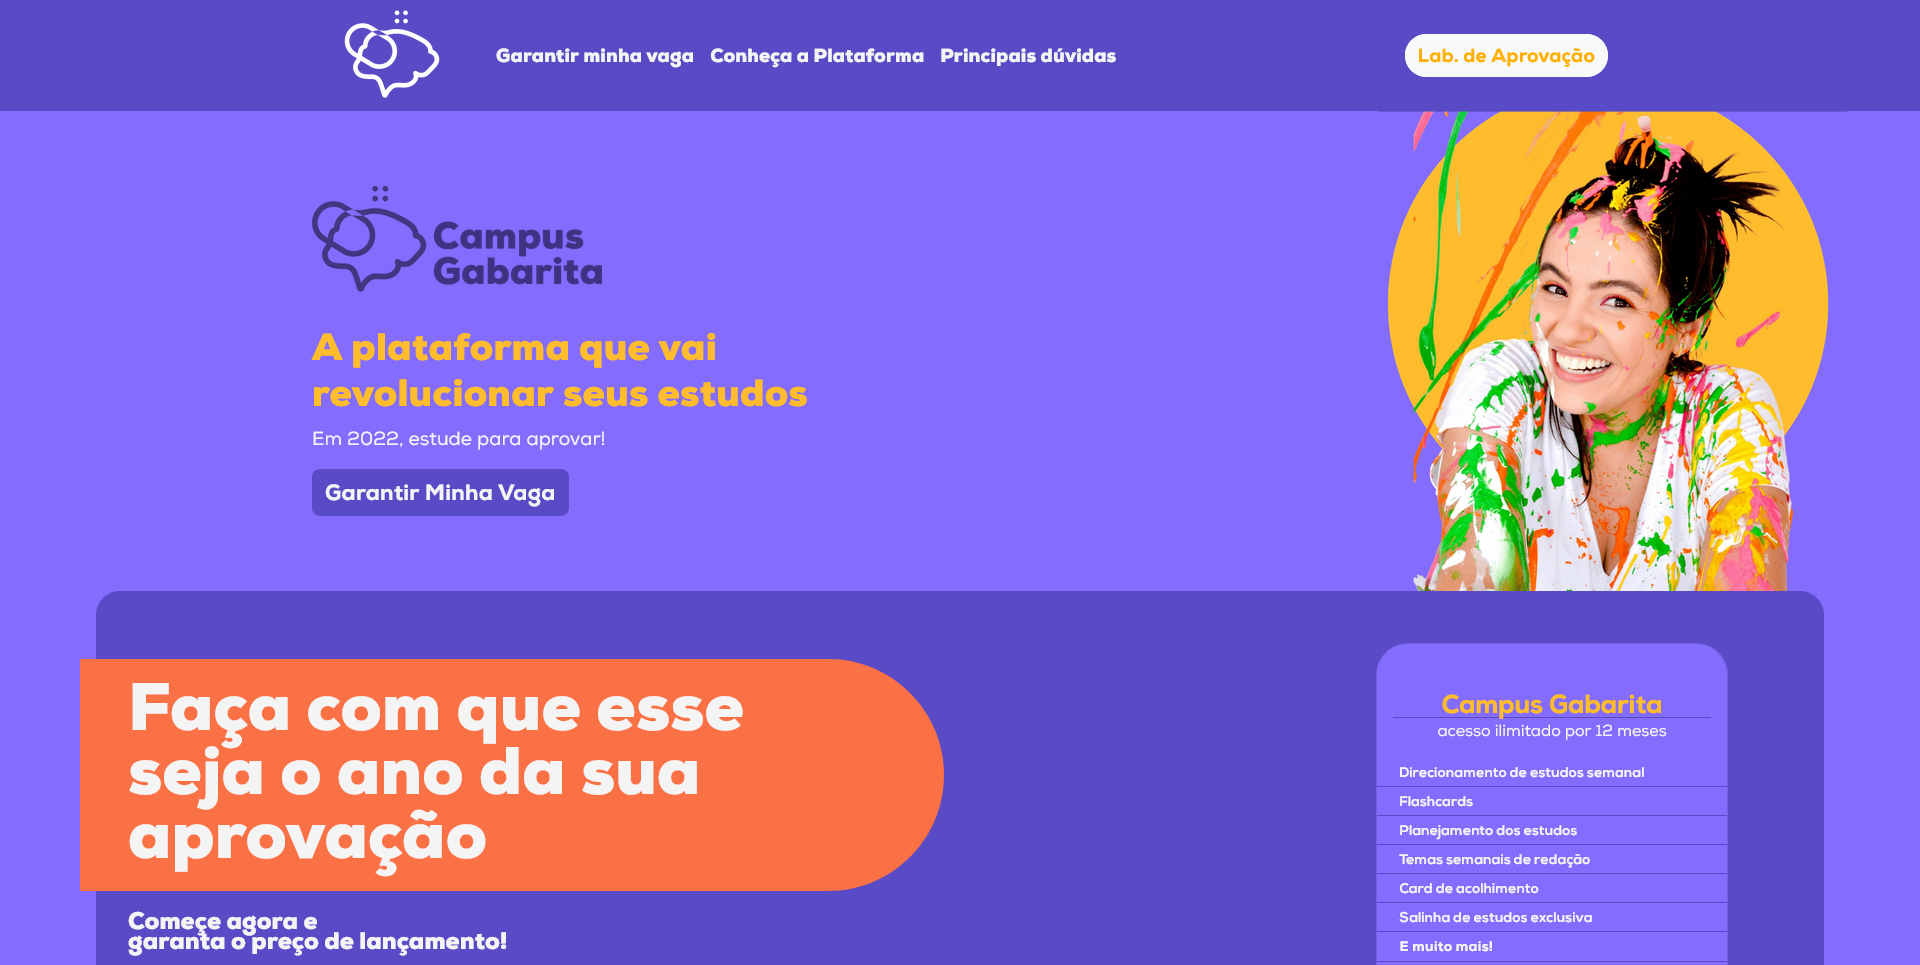 Garantir minha vaga Conheça a Plataforma Principais dúvidas Lab. de Aprovação
Campus
Gabarita
A plataforma que vai
revolucionar seus estudos
Em 2022, estude para aprovar!
Garantir Minha Vaga
Faça com que esse
seja o ano da sua
aprovação
Começe agora e
garanta o preço de lançamento!
Campus Gabarita
acesso ilimitado por 12 meses
Direcionamento de estudos semanal
Flashcards
Planejamento dos estudos
Temas semanais de redação
Card de acolhimento
Salinha de estudos exclusiva
E muito mais!